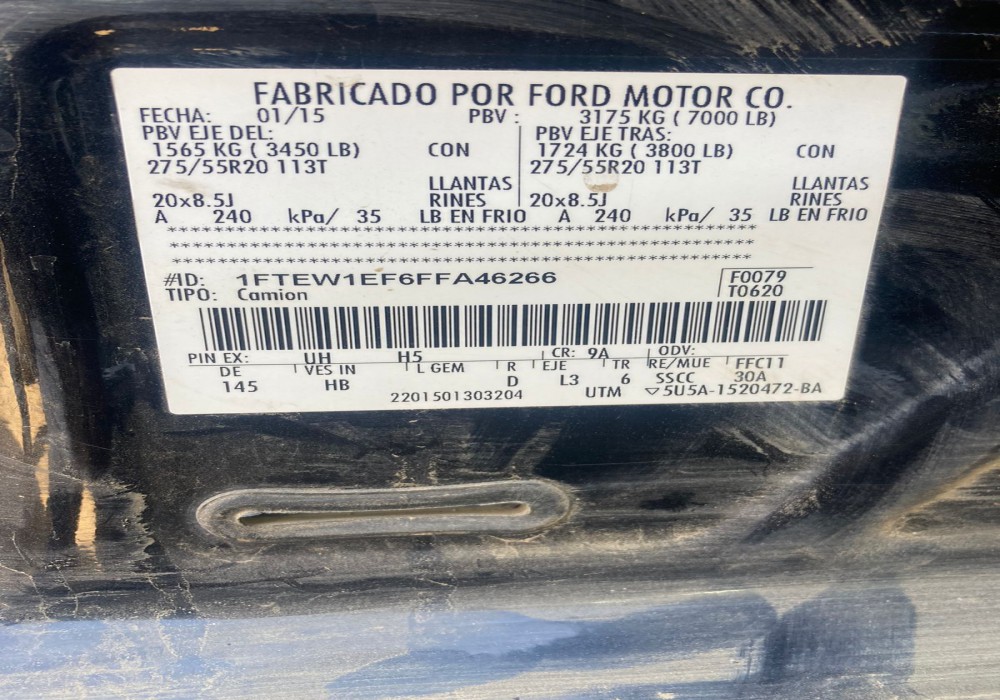 FABRICADO POR FORD MOTOR CO.
FECHA: 01/15 PBV : 3175 KG ( 7000 LB)
PBV EJE DEL: PBV EJE TRAS:
1565 KG ( 3450 LB) CON 1724 KG ( 3800 LB) CON
275/55R20 113T 275/55R20 113T
LLANTAS LLANTAS
20x8.5J RINES 20x8.5J RINES
A 240 kPa/ 35 LB EN FRIO A 240 kPa/ 35 LB EN FRIO
#ID: 1FTEW1EF6FFA46266 F0079
TIPO: Camion T0620
PIN EX: UH H5 CR: 9A ODV:
DE VES IN L GEM R EJE TR RE/MUE FFC11
145 HB D L3 6 SSCC 30A
2201501303204 UTM ▽5U5A-1520472-BA